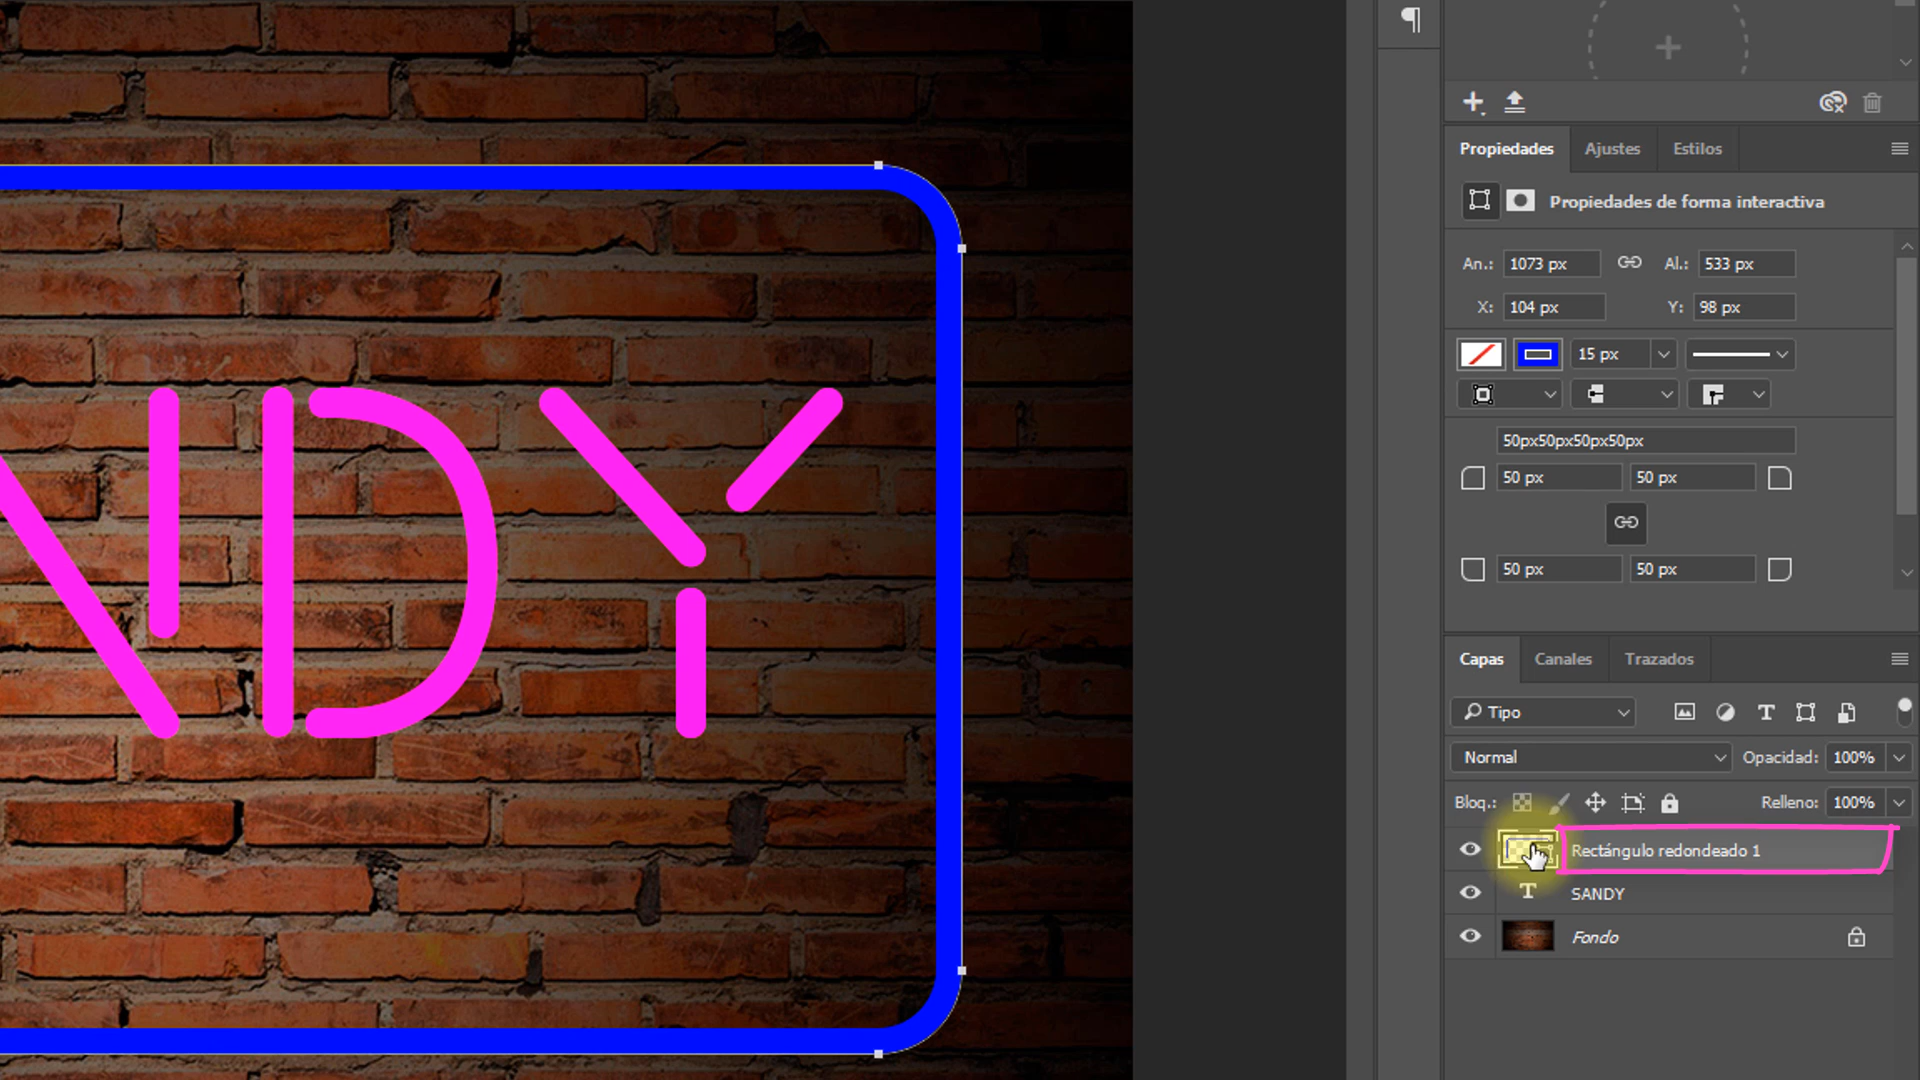 Propiedades Ajustes Estilos
Propiedades de forma interactiva
An.: 1073 px Al.: 533 px
X: 104 px Y: 98 px
15 px
50px50px50px50px
50 px 50 px
50 px 50 px
NDY
Capas Canales Trazados
Tipo
Normal Opacidad: 100%
Bloq.: Relleno: 100%
Rectángulo redondeado 1
SANDY
Fondo